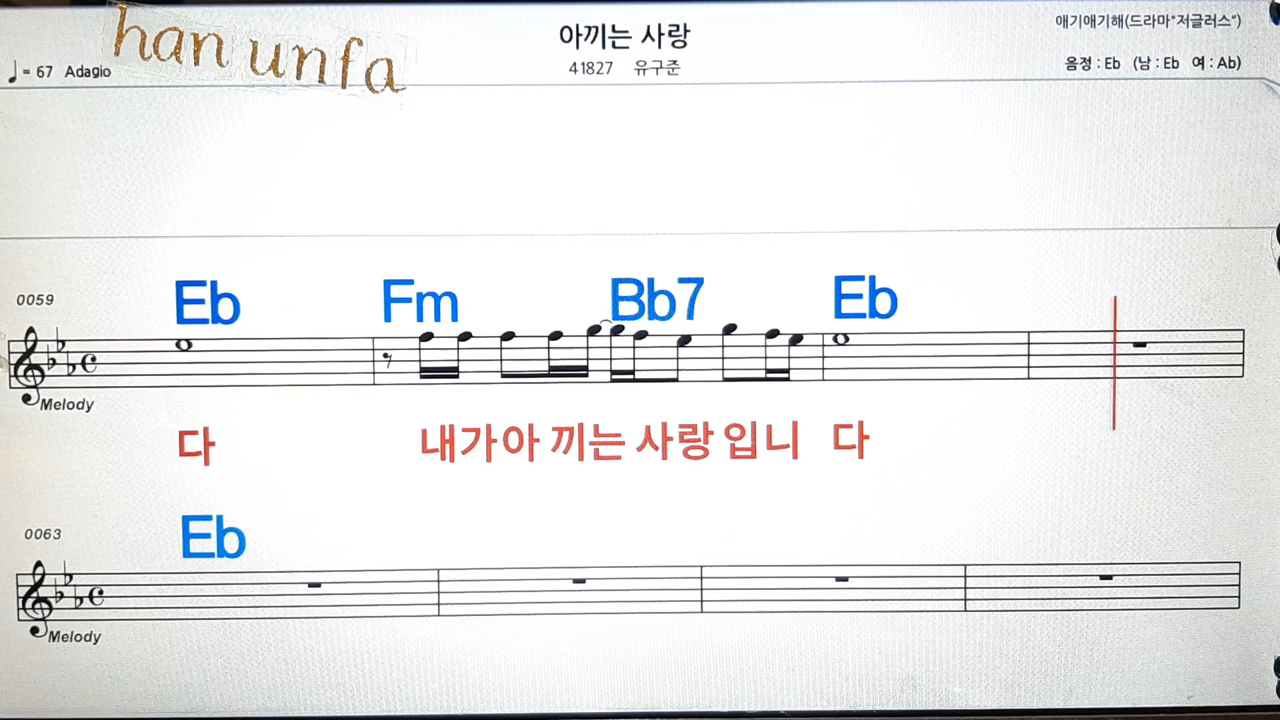 han unfa
♩= 67 Adagio
아끼는 사랑
41827 유구준
애기애기해(드라마"저글러스")
음정 : Eb (남 : Eb 여 : Ab)
0059
Eb Fm Bb7 Eb
Melody
다 내가아 끼는 사랑 입니 다
0063
Eb
Melody